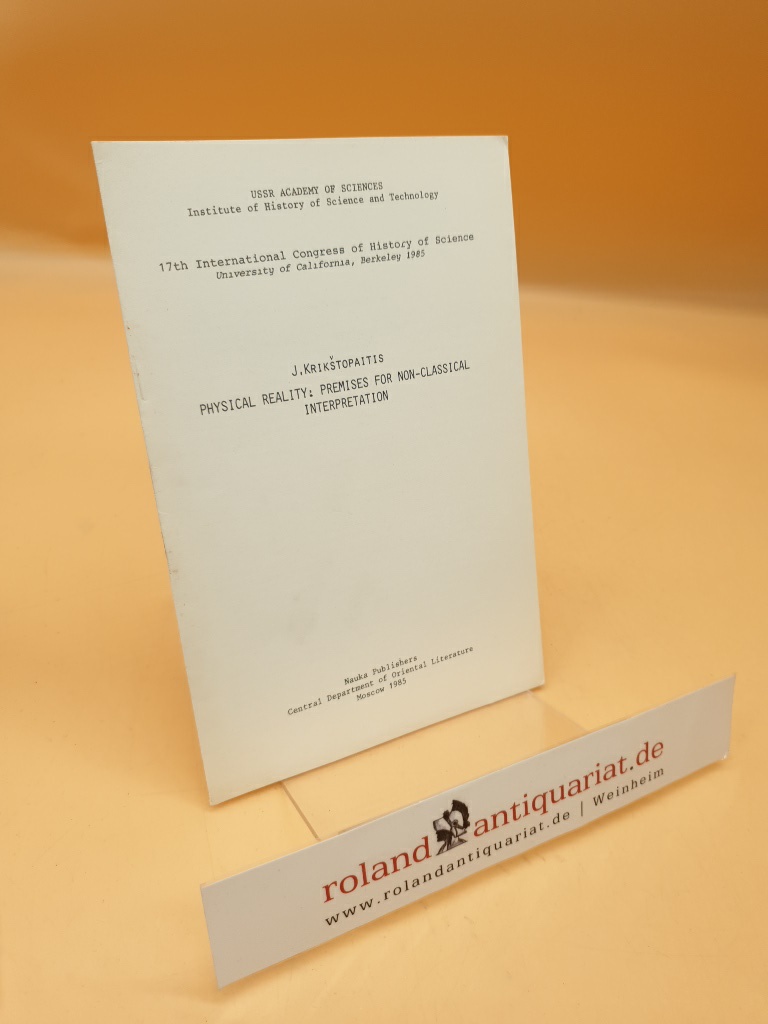 USSR ACADEMY OF SCIENCES
Institute of History of Science and Technology
17th International Congress of History of Science
University of California, Berkeley 1985
J.KRIKŠTOPAITIS
PHYSICAL REALITY: PREMISES FOR NON-CLASSICAL
INTERPRETATION
Nauka Publishers
Central Department of Oriental Literature
Moscow 1985
roland antiquariat.de
www.rolandantiquariat.de | Weinheim